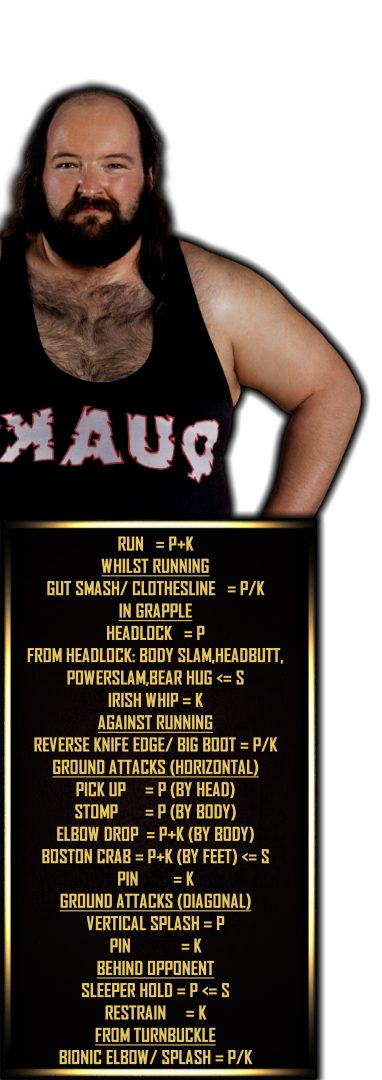 QUAK
RUN = P+K
WHILST RUNNING
GUT SMASH/ CLOTHESLINE = P/K
IN GRAPPLE
HEADLOCK = P
FROM HEADLOCK: BODY SLAM,HEADBUTT,
POWERSLAM,BEAR HUG <= S
IRISH WHIP = K
AGAINST RUNNING
REVERSE KNIFE EDGE/ BIG BOOT = P/K
GROUND ATTACKS (HORIZONTAL)
PICK UP = P (BY HEAD)
STOMP = P (BY BODY)
ELBOW DROP = P+K (BY BODY)
BOSTON CRAB = P+K (BY FEET) <= S
PIN = K
GROUND ATTACKS (DIAGONAL)
VERTICAL SPLASH = P
PIN = K
BEHIND OPPONENT
SLEEPER HOLD = P <= S
RESTRAIN = K
FROM TURNBUCKLE
BIONIC ELBOW/ SPLASH = P/K